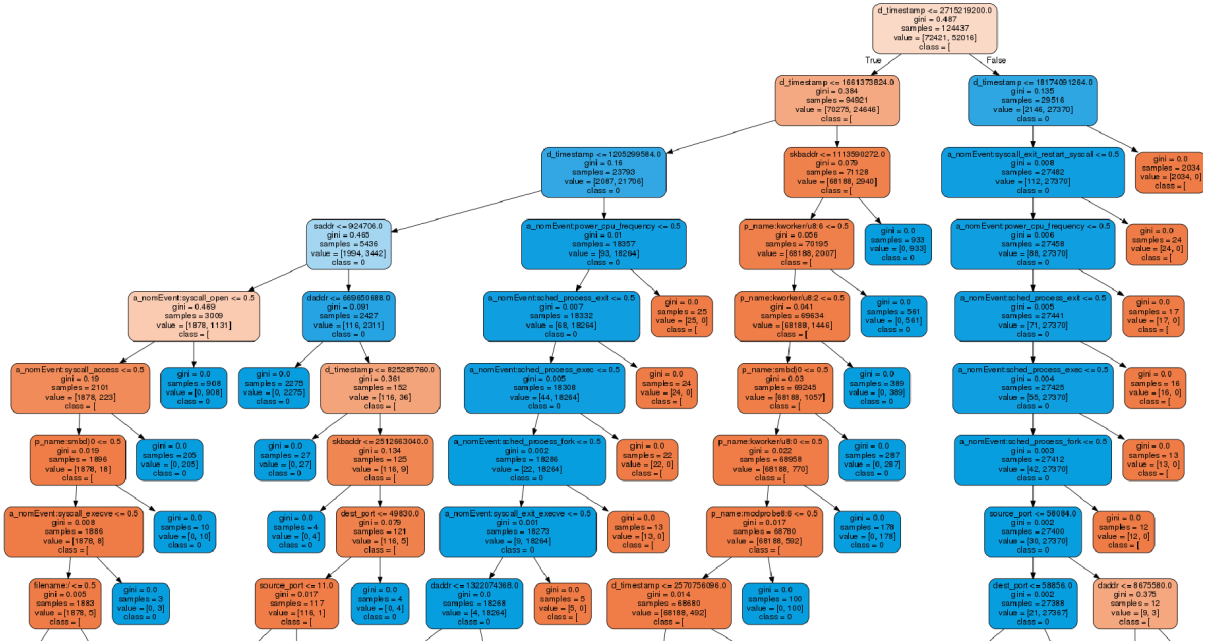 d_timestamp <= 2715219200.0
gini = 0.487
samples = 124437
value = [72421, 52016]
class = [
True
False
d_timestamp <= 1661373824.0
gini = 0.384
samples = 94921
value = [70275, 24646]
class = [
d_timestamp <= 18174091264.0
gini = 0.135
samples = 29516
value = [2146, 27370]
class = 0
d_timestamp <= 1205299584.0
gini = 0.16
samples = 23793
value = [2087, 21706]
class = 0
skbaddr <= 1113590272.0
gini = 0.079
samples = 71128
value = [68188, 2940]
class = [
a_nomEvent:syscall_exit_restart_syscall <= 0.5
gini = 0.008
samples = 27482
value = [112, 27370]
class = 0
gini = 0.0
samples = 2034
value = [2034, 0]
class = [
saddr <= 924706.0
gini = 0.465
samples = 5436
value = [1994, 3442]
class = 0
a_nomEvent:power_cpu_frequency <= 0.5
gini = 0.01
samples = 18357
value = [93, 18264]
class = 0
p_name:kworker/u8:6 <= 0.5
gini = 0.056
samples = 70195
value = [68188, 2007]
class = [
gini = 0.0
samples = 933
value = [0, 933]
class = 0
a_nomEvent:power_cpu_frequency <= 0.5
gini = 0.006
samples = 27458
value = [88, 27370]
class = 0
gini = 0.0
samples = 24
value = [24, 0]
class = [
a_nomEvent:syscall_open <= 0.5
gini = 0.469
samples = 3009
value = [1878, 1131]
class = [
daddr <= 669650688.0
gini = 0.091
samples = 2427
value = [116, 2311]
class = 0
a_nomEvent:sched_process_exit <= 0.5
gini = 0.007
samples = 18332
value = [68, 18264]
class = 0
gini = 0.0
samples = 25
value = [25, 0]
class = [
p_name:kworker/u8:2 <= 0.5
gini = 0.041
samples = 69634
value = [68188, 1446]
class = [
gini = 0.0
samples = 561
value = [0, 561]
class = 0
a_nomEvent:sched_process_exit <= 0.5
gini = 0.005
samples = 27441
value = [71, 27370]
class = 0
gini = 0.0
samples = 17
value = [17, 0]
class = [
a_nomEvent:syscall_access <= 0.5
gini = 0.19
samples = 2101
value = [1878, 223]
class = [
gini = 0.0
samples = 908
value = [0, 908]
class = 0
gini = 0.0
samples = 2275
value = [0, 2275]
class = 0
d_timestamp <= 825285760.0
gini = 0.361
samples = 152
value = [116, 36]
class = [
a_nomEvent:sched_process_exec <= 0.5
gini = 0.005
samples = 18308
value = [44, 18264]
class = 0
gini = 0.0
samples = 24
value = [24, 0]
class = [
p_name:smbd|0 <= 0.5
gini = 0.03
samples = 69245
value = [68188, 1057]
class = [
gini = 0.0
samples = 389
value = [0, 389]
class = 0
a_nomEvent:sched_process_exec <= 0.5
gini = 0.004
samples = 27425
value = [55, 27370]
class = 0
gini = 0.0
samples = 16
value = [16, 0]
class = [
p_name:smbd|0 <= 0.5
gini = 0.019
samples = 1896
value = [1878, 18]
class = [
gini = 0.0
samples = 205
value = [0, 205]
class = 0
gini = 0.0
samples = 27
value = [0, 27]
class = 0
skbaddr <= 2512663040.0
gini = 0.134
samples = 125
value = [116, 9]
class = [
a_nomEvent:sched_process_fork <= 0.5
gini = 0.002
samples = 18286
value = [22, 18264]
class = 0
gini = 0.0
samples = 22
value = [22, 0]
class = [
p_name:kworker/u8:0 <= 0.5
gini = 0.022
samples = 68958
value = [68188, 770]
class = [
gini = 0.0
samples = 287
value = [0, 287]
class = 0
a_nomEvent:sched_process_fork <= 0.5
gini = 0.003
samples = 27412
value = [42, 27370]
class = 0
gini = 0.0
samples = 13
value = [13, 0]
class = [
a_nomEvent:syscall_execve <= 0.5
gini = 0.008
samples = 1886
value = [1878, 8]
class = [
gini = 0.0
samples = 10
value = [0, 10]
class = 0
gini = 0.0
samples = 4
value = [0, 4]
class = 0
dest_port <= 49830.0
gini = 0.079
samples = 121
value = [116, 5]
class = [
a_nomEvent:syscall_exit_execve <= 0.5
gini = 0.001
samples = 18273
value = [9, 18264]
class = 0
gini = 0.0
samples = 13
value = [13, 0]
class = [
p_name:modprobe6:6 <= 0.5
gini = 0.017
samples = 68780
value = [68188, 592]
class = [
gini = 0.0
samples = 178
value = [0, 178]
class = 0
source_port <= 58084.0
gini = 0.002
samples = 27400
value = [30, 27370]
class = 0
gini = 0.0
samples = 12
value = [12, 0]
class = [
filename:/ <= 0.5
gini = 0.005
samples = 1883
value = [1878, 5]
class = [
gini = 0.0
samples = 3
value = [0, 3]
class = 0
source_port <= 11.0
gini = 0.017
samples = 117
value = [116, 1]
class = [
gini = 0.0
samples = 4
value = [0, 4]
class = 0
daddr <= 1322074368.0
gini = 0.0
samples = 18268
value = [4, 18264]
class = 0
gini = 0.0
samples = 5
value = [5, 0]
class = [
d_timestamp <= 2570756096.0
gini = 0.014
samples = 68680
value = [68188, 492]
class = [
gini = 0.0
samples = 100
value = [0, 100]
class = 0
dest_port <= 58856.0
gini = 0.002
samples = 27388
value = [21, 27367]
class = 0
daddr <= 8675580.0
gini = 0.375
samples = 12
value = [9, 3]
class = [